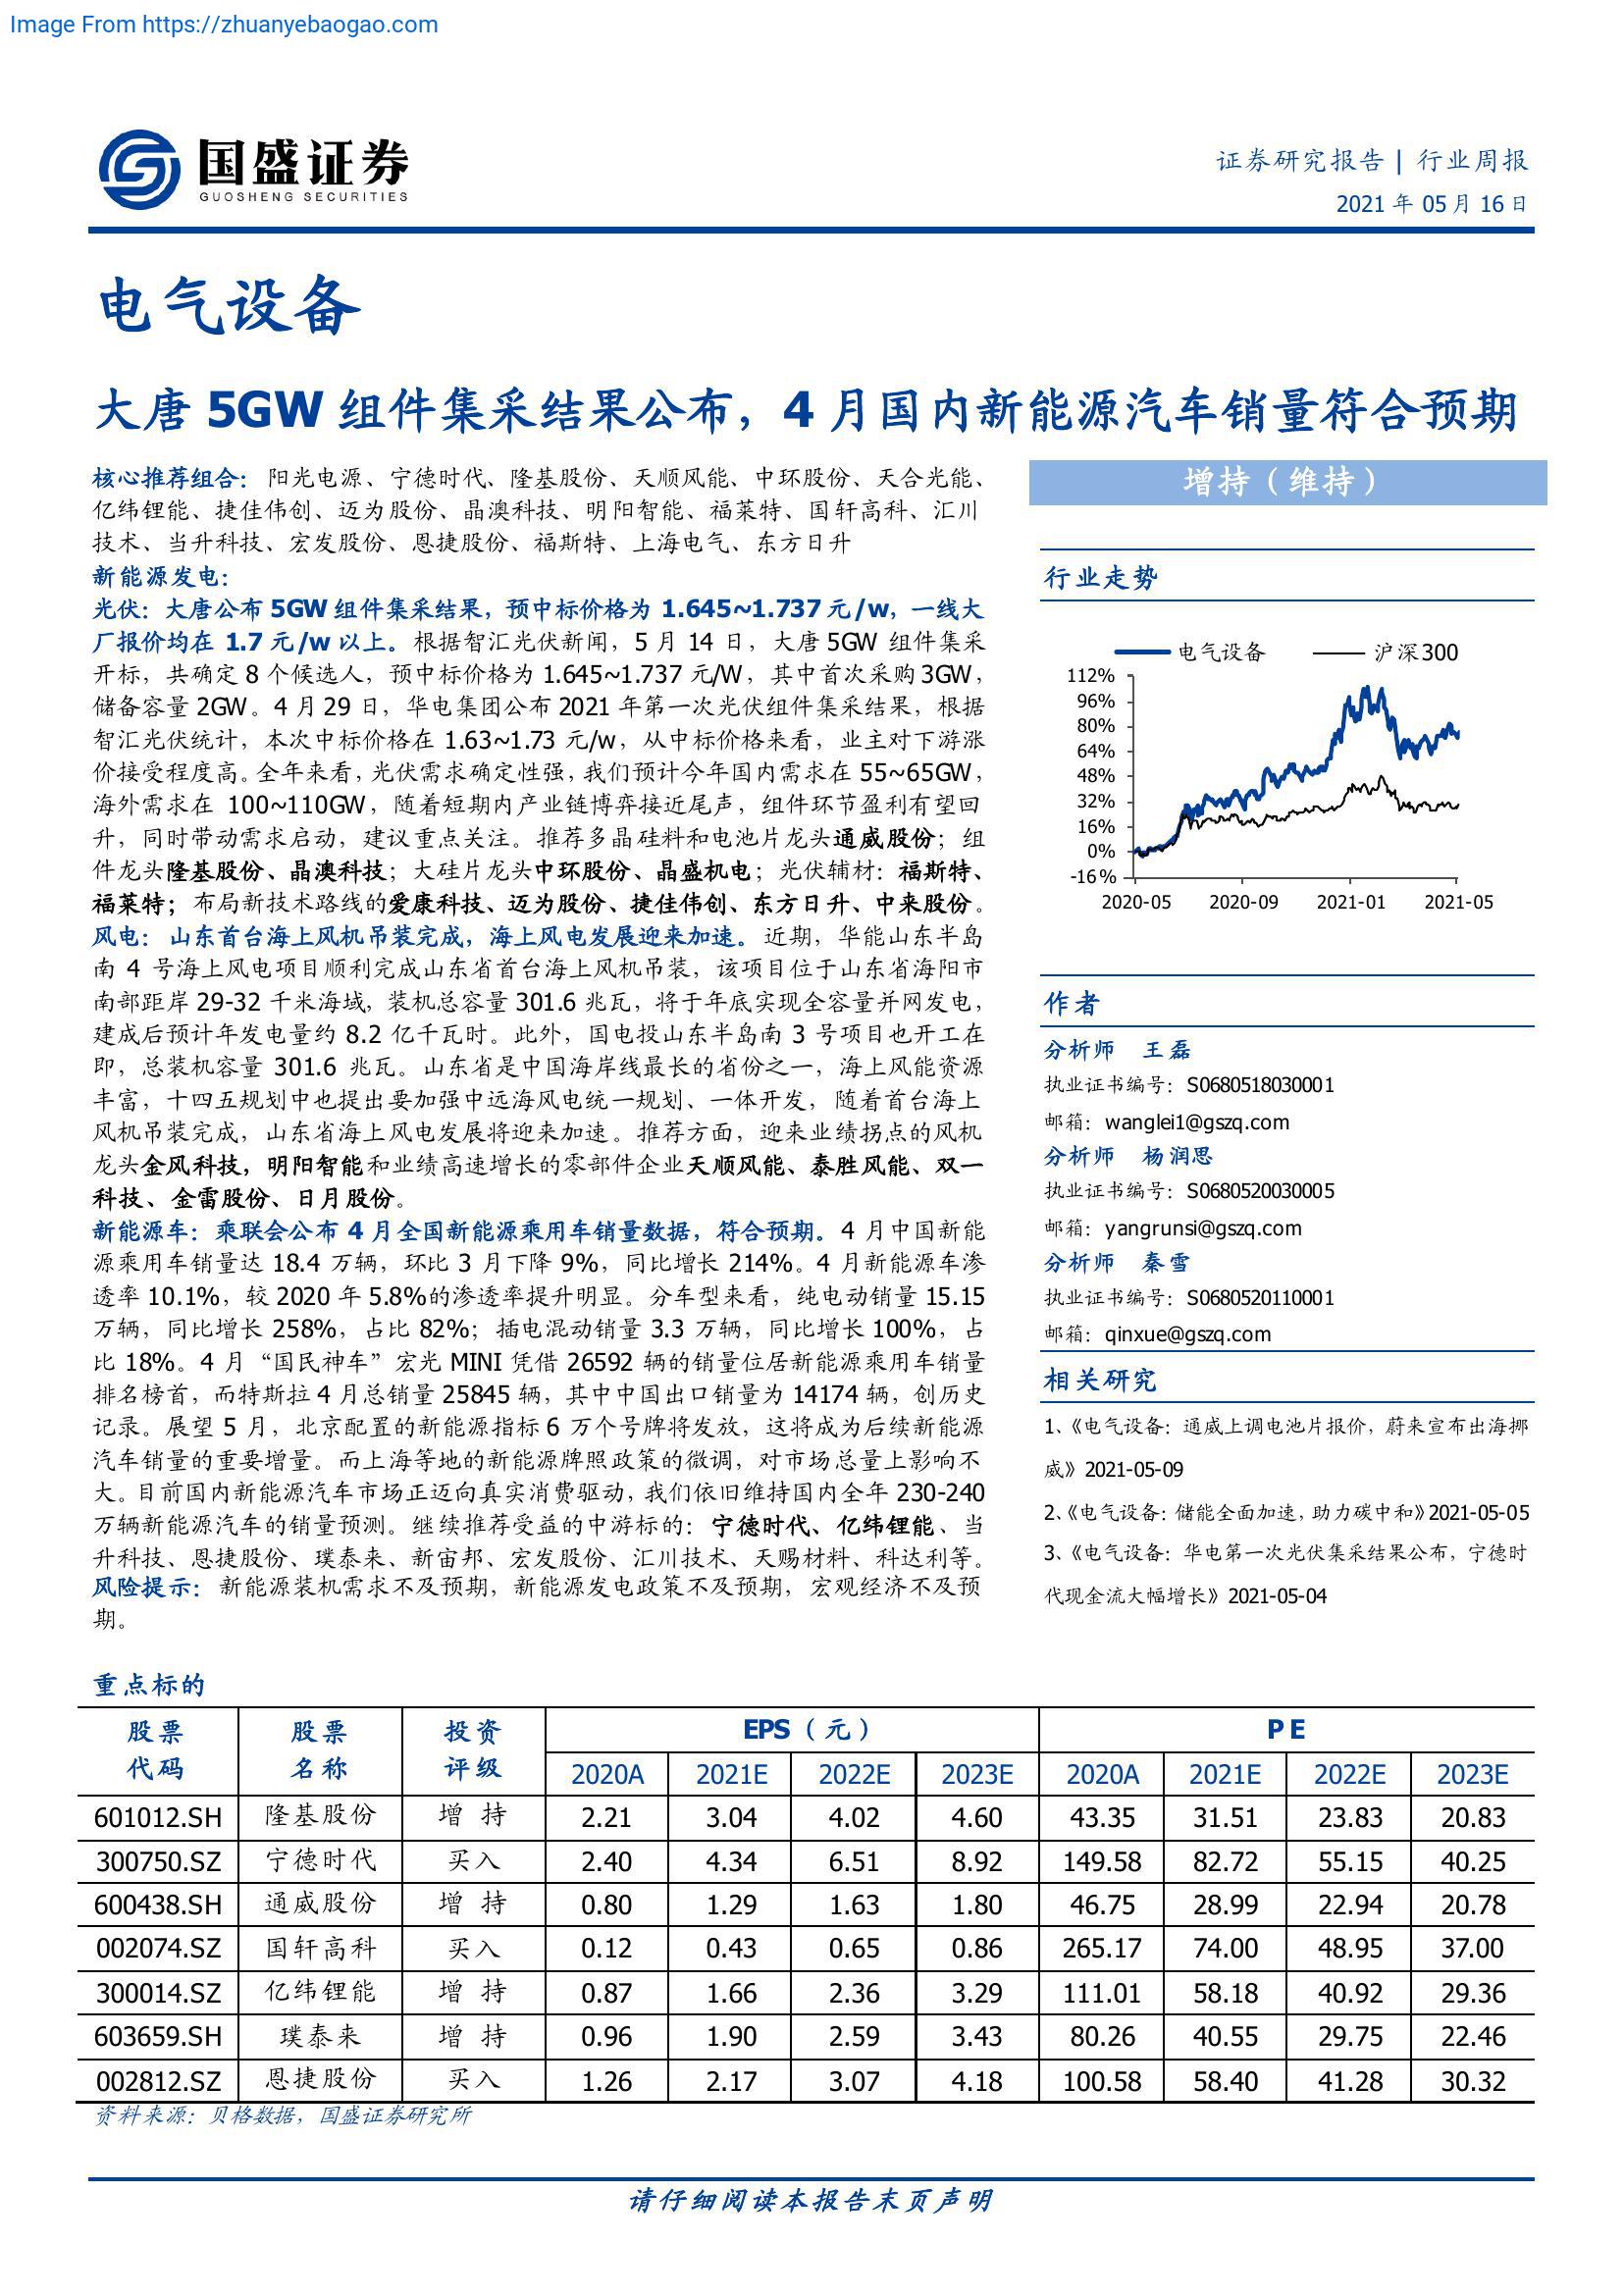 Image From https://zhuanyebaogao.com
国盛证券
GUOSHENG SECURITIES
证券研究报告 | 行业周报
2021 年 05 月 16 日
电气设备
大唐 5GW 组件集采结果公布，4 月国内新能源汽车销量符合预期
核心推荐组合：阳光电源、宁德时代、隆基股份、天顺风能、中环股份、天合光能、
亿纬锂能、捷佳伟创、迈为股份、晶澳科技、明阳智能、福莱特、国轩高科、汇川
技术、当升科技、宏发股份、恩捷股份、福斯特、上海电气、东方日升
新能源发电：
光伏：大唐公布 5GW 组件集采结果，预中标价格为 1.645~1.737 元/w，一线大
厂报价均在 1.7 元/w 以上。根据智汇光伏新闻，5 月 14 日，大唐 5GW 组件集采
开标，共确定 8 个候选人，预中标价格为 1.645~1.737 元/W，其中首次采购 3GW，
储备容量 2GW。4 月 29 日，华电集团公布 2021 年第一次光伏组件集采结果，根据
智汇光伏统计，本次中标价格在 1.63~1.73 元/w，从中标价格来看，业主对下游涨
价接受程度高。全年来看，光伏需求确定性强，我们预计今年国内需求在 55~65GW，
海外需求在 100~110GW，随着短期内产业链博弈接近尾声，组件环节盈利有望回
升，同时带动需求启动，建议重点关注。推荐多晶硅料和电池片龙头通威股份；组
件龙头隆基股份、晶澳科技；大硅片龙头中环股份、晶盛机电；光伏辅材：福斯特、
福莱特；布局新技术路线的爱康科技、迈为股份、捷佳伟创、东方日升、中来股份。
风电：山东首台海上风机吊装完成，海上风电发展迎来加速。近期，华能山东半岛
南 4 号海上风电项目顺利完成山东省首台海上风机吊装，该项目位于山东省海阳市
南部距岸 29-32 千米海域，装机总容量 301.6 兆瓦，将于年底实现全容量并网发电，
建成后预计年发电量约 8.2 亿千瓦时。此外，国电投山东半岛南 3 号项目也开工在
即，总装机容量 301.6 兆瓦。山东省是中国海岸线最长的省份之一，海上风能资源
丰富，十四五规划中也提出要加强中远海风电统一规划、一体开发，随着首台海上
风机吊装完成，山东省海上风电发展将迎来加速。推荐方面，迎来业绩拐点的风机
龙头金风科技，明阳智能和业绩高速增长的零部件企业天顺风能、泰胜风能、双一
科技、金雷股份、日月股份。
新能源车：乘联会公布 4 月全国新能源乘用车销量数据，符合预期。4 月中国新能
源乘用车销量达 18.4 万辆，环比 3 月下降 9%，同比增长 214%。4 月新能源车渗
透率 10.1%，较 2020 年 5.8%的渗透率提升明显。分车型来看，纯电动销量 15.15
万辆，同比增长 258%，占比 82%；插电混动销量 3.3 万辆，同比增长 100%，占
比 18%。4 月“国民神车”宏光 MINI 凭借 26592 辆的销量位居新能源乘用车销量
排名榜首，而特斯拉 4 月总销量 25845 辆，其中中国出口销量为 14174 辆，创历史
记录。展望 5 月，北京配置的新能源指标 6 万个号牌将发放，这将成为后续新能源
汽车销量的重要增量。而上海等地的新能源牌照政策的微调，对市场总量上影响不
大。目前国内新能源汽车市场正迈向真实消费驱动，我们依旧维持国内全年 230-240
万辆新能源汽车的销量预测。继续推荐受益的中游标的：宁德时代、亿纬锂能、当
升科技、恩捷股份、璞泰来、新宙邦、宏发股份、汇川技术、天赐材料、科达利等。
风险提示：新能源装机需求不及预期，新能源发电政策不及预期，宏观经济不及预
期。
增持（维持）
行业走势
电气设备 沪深300
112%
96%
80%
64%
48%
32%
16%
0%
-16%
2020-05 2020-09 2021-01 2021-05
作者
分析师 王磊
执业证书编号：S0680518030001
邮箱：wanglei1@gszq.com
分析师 杨润思
执业证书编号：S0680520030005
邮箱：yangrunsi@gszq.com
分析师 秦雪
执业证书编号：S0680520110001
邮箱：qinxue@gszq.com
相关研究
1、《电气设备：通威上调电池片报价，蔚来宣布出海挪
威》2021-05-09
2、《电气设备：储能全面加速，助力碳中和》2021-05-05
3、《电气设备：华电第一次光伏集采结果公布，宁德时
代现金流大幅增长》2021-05-04
重点标的
股票 股票 投资 EPS（元） PE
代码 名称 评级 2020A 2021E 2022E 2023E 2020A 2021E 2022E 2023E
601012.SH 隆基股份 增持 2.21 3.04 4.02 4.60 43.35 31.51 23.83 20.83
300750.SZ 宁德时代 买入 2.40 4.34 6.51 8.92 149.58 82.72 55.15 40.25
600438.SH 通威股份 增持 0.80 1.29 1.63 1.80 46.75 28.99 22.94 20.78
002074.SZ 国轩高科 买入 0.12 0.43 0.65 0.86 265.17 74.00 48.95 37.00
300014.SZ 亿纬锂能 增持 0.87 1.66 2.36 3.29 111.01 58.18 40.92 29.36
603659.SH 璞泰来 增持 0.96 1.90 2.59 3.43 80.26 40.55 29.75 22.46
002812.SZ 恩捷股份 买入 1.26 2.17 3.07 4.18 100.58 58.40 41.28 30.32
资料来源：贝格数据，国盛证券研究所
请仔细阅读本报告末页声明